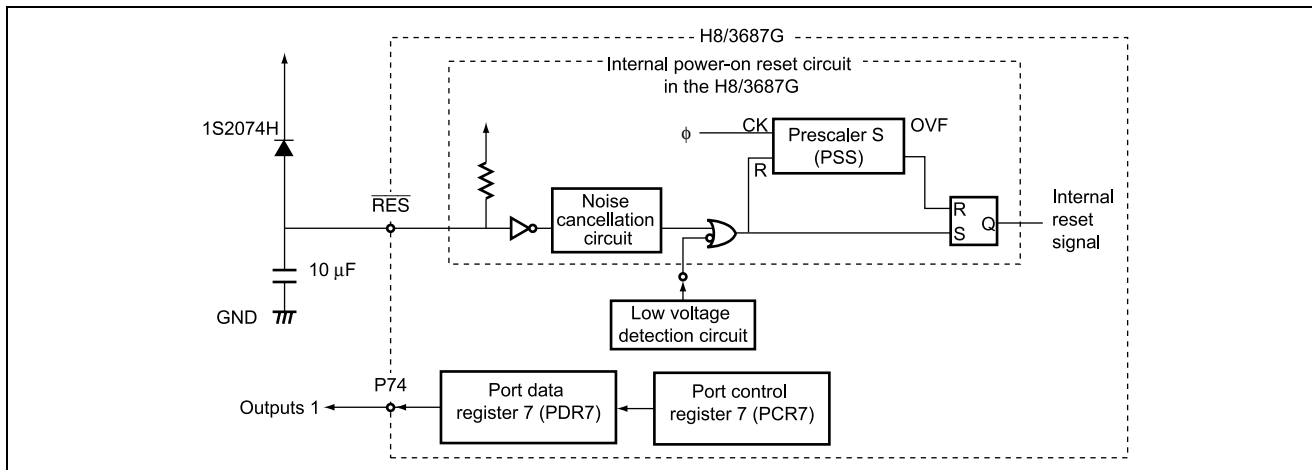 H8/3687G
Internal power-on reset circuit
in the H8/3687G
1S2074H
φ
CK
Prescaler S
(PSS)
OVF
R
RES
Noise
cancellation
circuit
R
S
Q
Internal
reset
signal
10 μF
GND
Low voltage
detection circuit
P74
Outputs 1
Port data
register 7 (PDR7)
Port control
register 7 (PCR7)